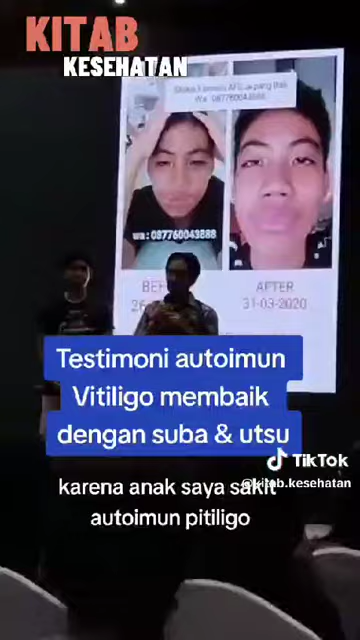 KITAB
KESEHATAN
wa: 087760043888
AFTER
31-03-2020
Testimoni autoimun
Vitiligo membaik
dengan suba & utsu
TikTok
@kitab.kesehatan
karena anak saya sakit
autoimun pitiligo